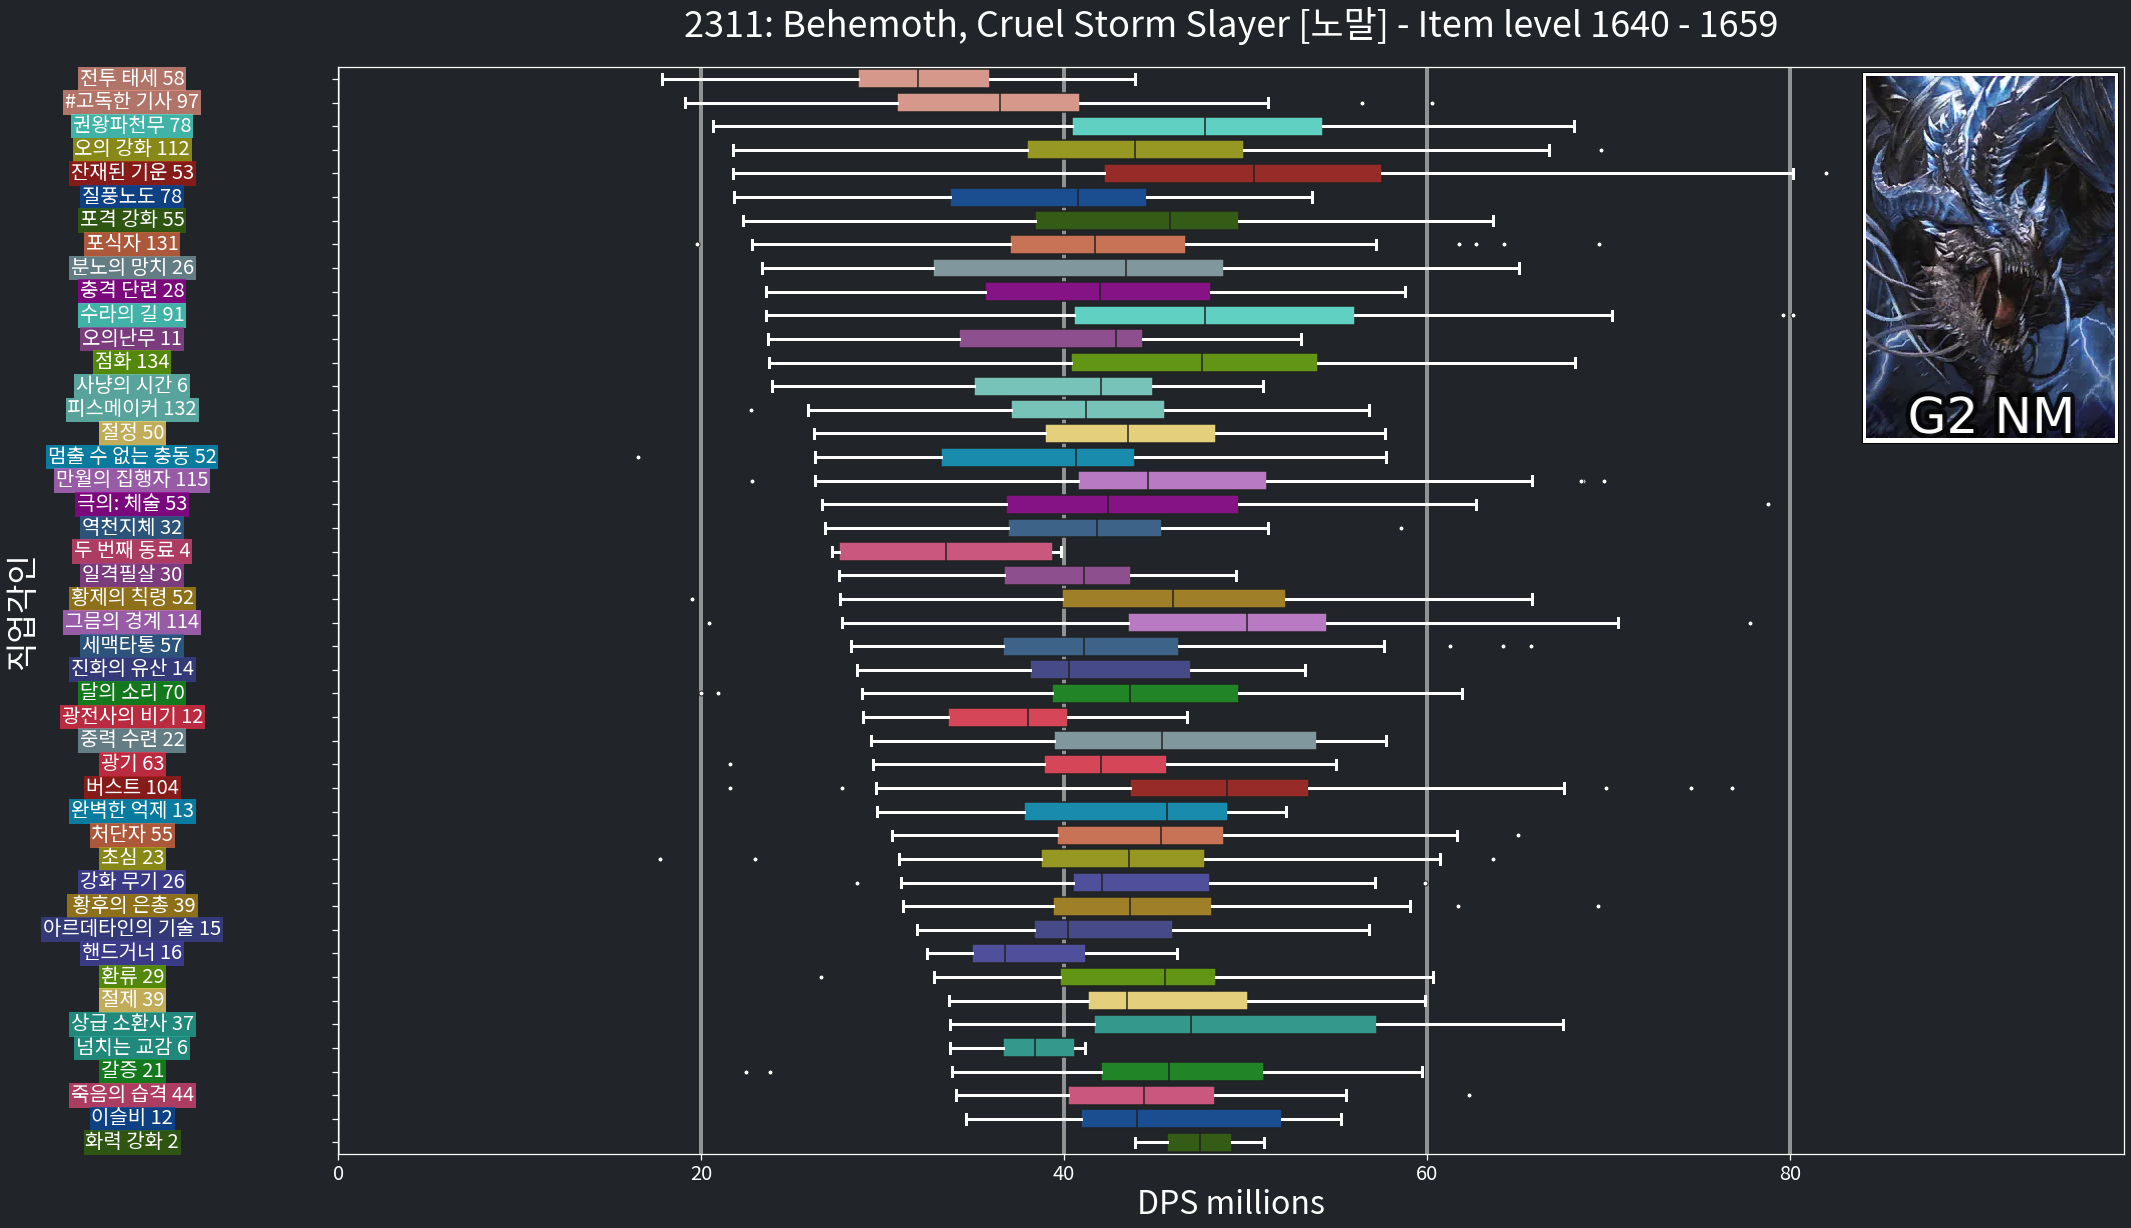 2311: Behemoth, Cruel Storm Slayer [노말] - Item level 1640 - 1659
전투 태세 58
#고독한 기사 97
권왕파천무 78
오의 강화 112
잔재된 기운 53
질풍노도 78
포격 강화 55
포식자 131
분노의 망치 26
충격 단련 28
수라의 길 91
오의난무 11
점화 134
사냥의 시간 6
피스메이커 132
절정 50
멈출 수 없는 충동 52
만월의 집행자 115
극의: 체술 53
역천지체 32
두 번째 동료 4
일격필살 30
황제의 칙령 52
그믐의 경계 114
세맥타통 57
진화의 유산 14
달의 소리 70
광전사의 비기 12
중력 수련 22
광기 63
버스트 104
완벽한 억제 13
처단자 55
초심 23
강화 무기 26
황후의 은총 39
아르데타인의 기술 15
핸드거너 16
환류 29
절제 39
상급 소환사 37
넘치는 교감 6
갈증 21
죽음의 습격 44
이슬비 12
화력 강화 2
직업각인
G2 NM
0 20 40 60 80
DPS millions